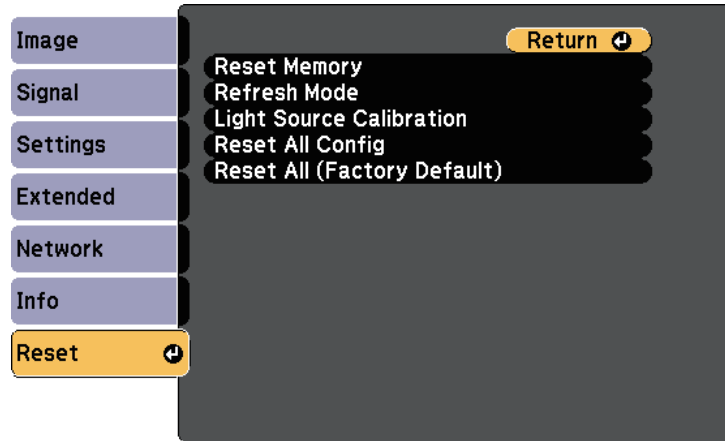 Image
Signal
Settings
Extended
Network
Info
Reset
Return
Reset Memory
Refresh Mode
Light Source Calibration
Reset All Config
Reset All (Factory Default)